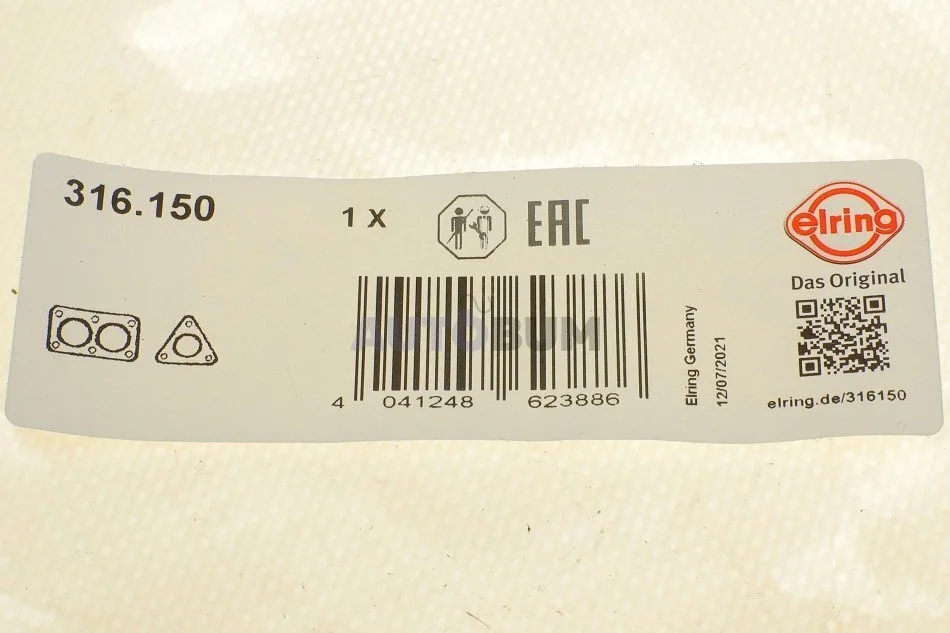 316.150
1 X
EAC
elring
Das Original
AUTOBUM
4 041248 623886
Elring Germany
12/07/2021
elring.de/316150